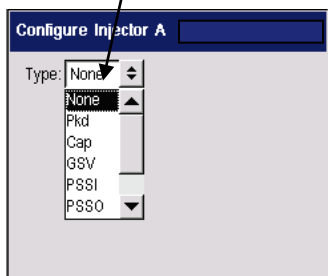 Configure Injector A
Type: None
None
Pkd
Cap
GSV
PSSI
PSSO